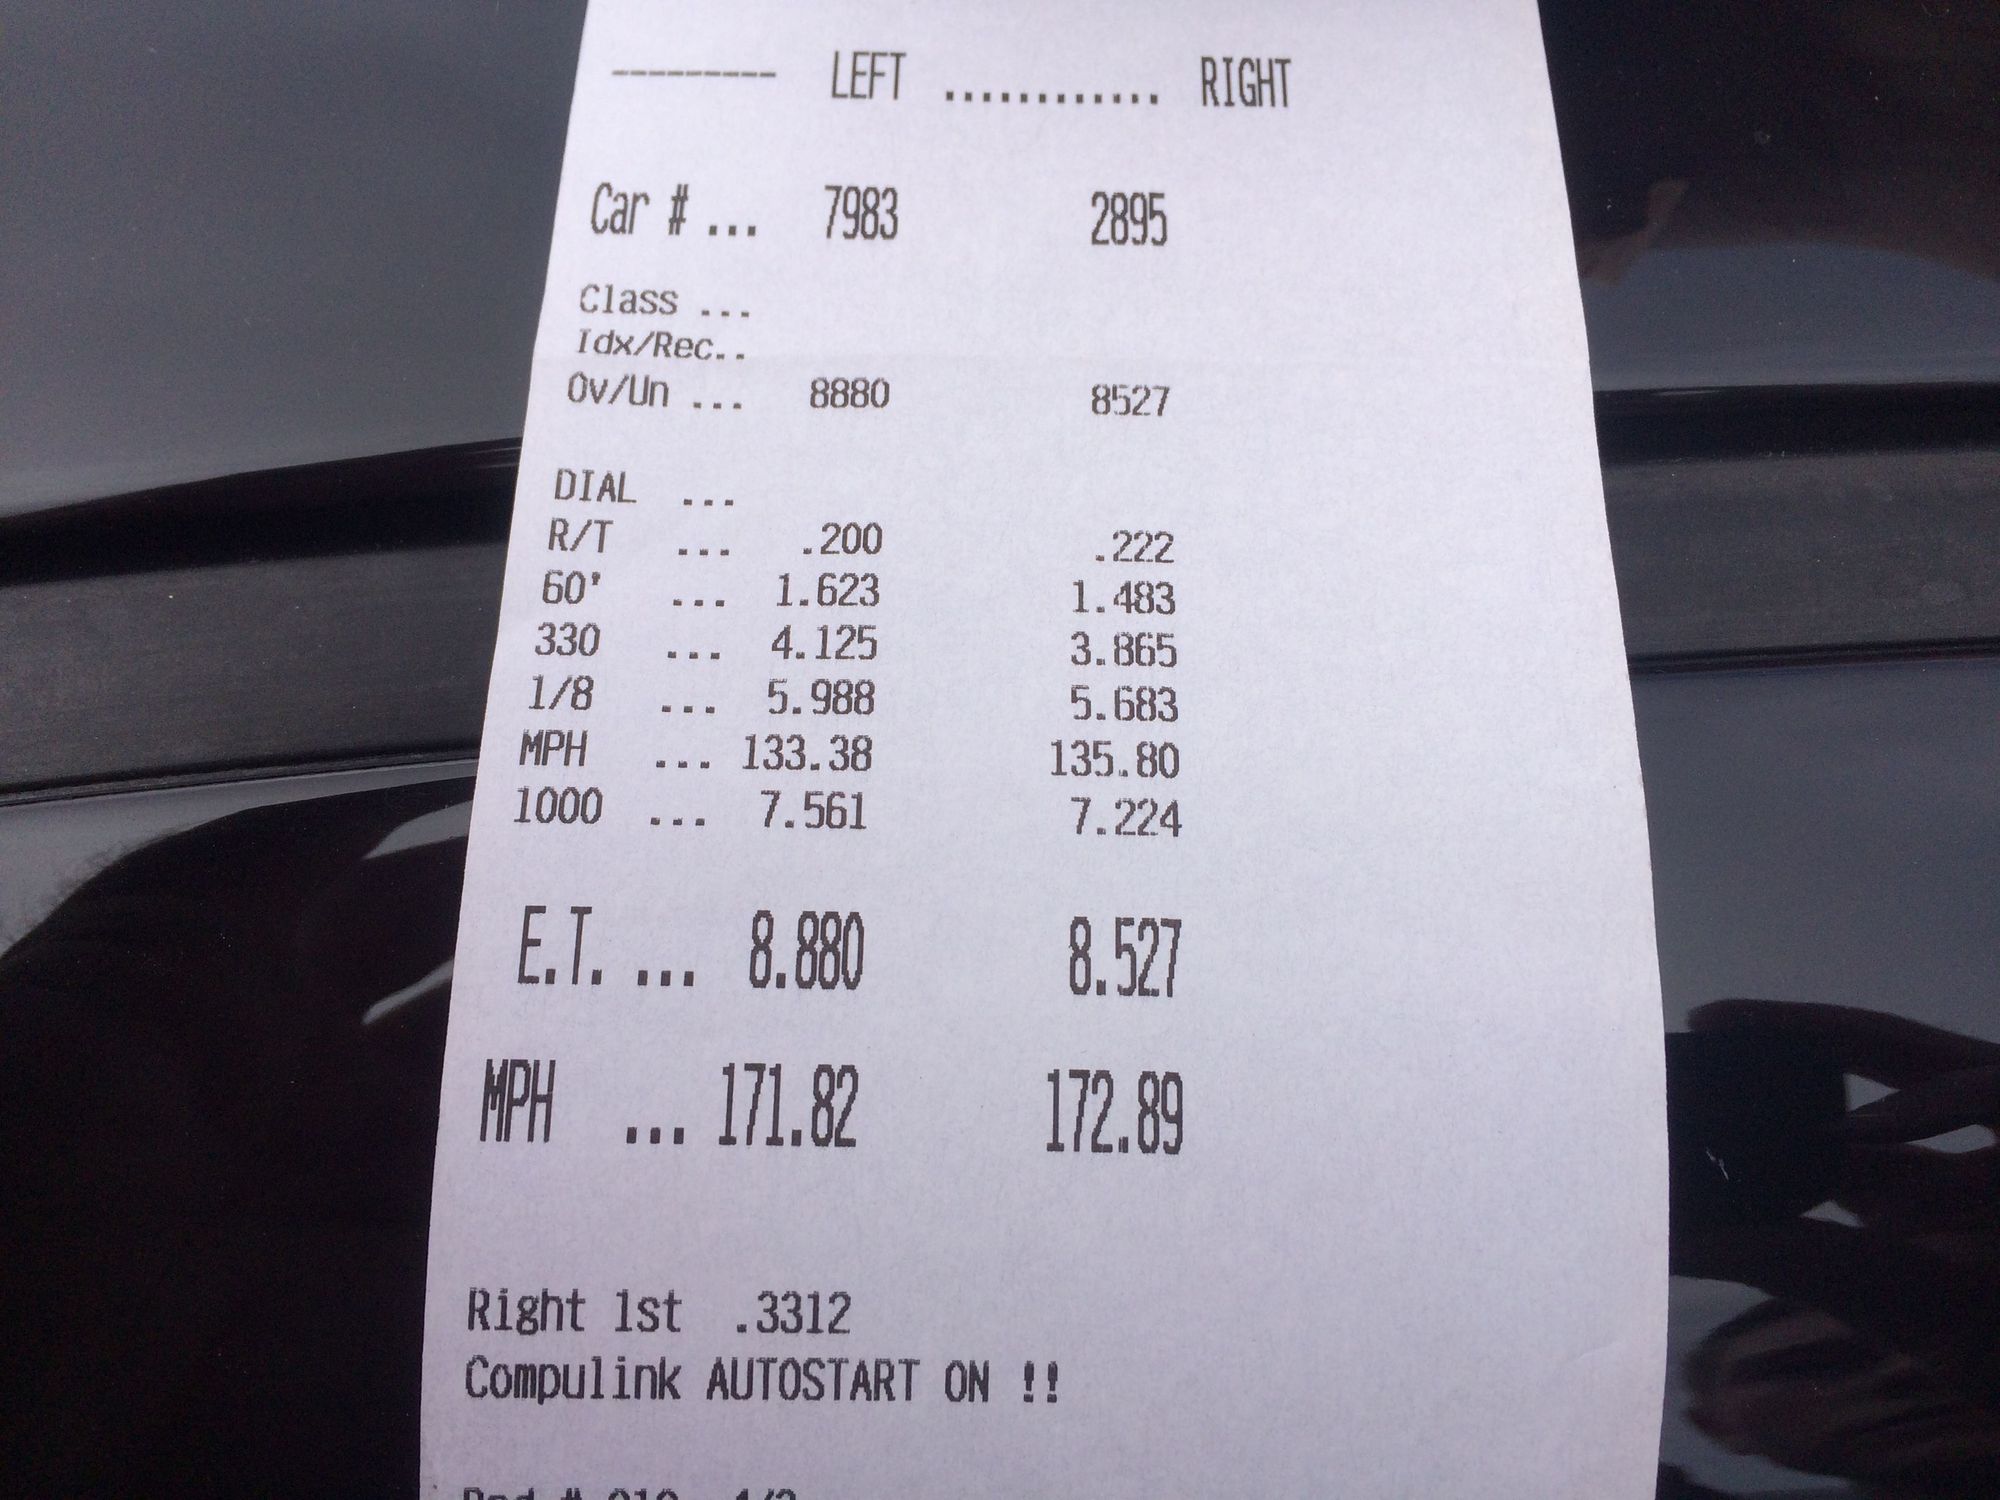 --------- LEFT ............ RIGHT
Car # ... 7983 2895
Class ...
Idx/Rec..
Ov/Un ... 8880 8527
DIAL ...
R/T ... .200 .222
60' ... 1.623 1.483
330 ... 4.125 3.865
1/8 ... 5.988 5.683
MPH ... 133.38 135.80
1000 ... 7.561 7.224
E.T. ... 8.880 8.527
MPH ... 171.82 172.89
Right 1st .3312
Compulink AUTOSTART ON !!